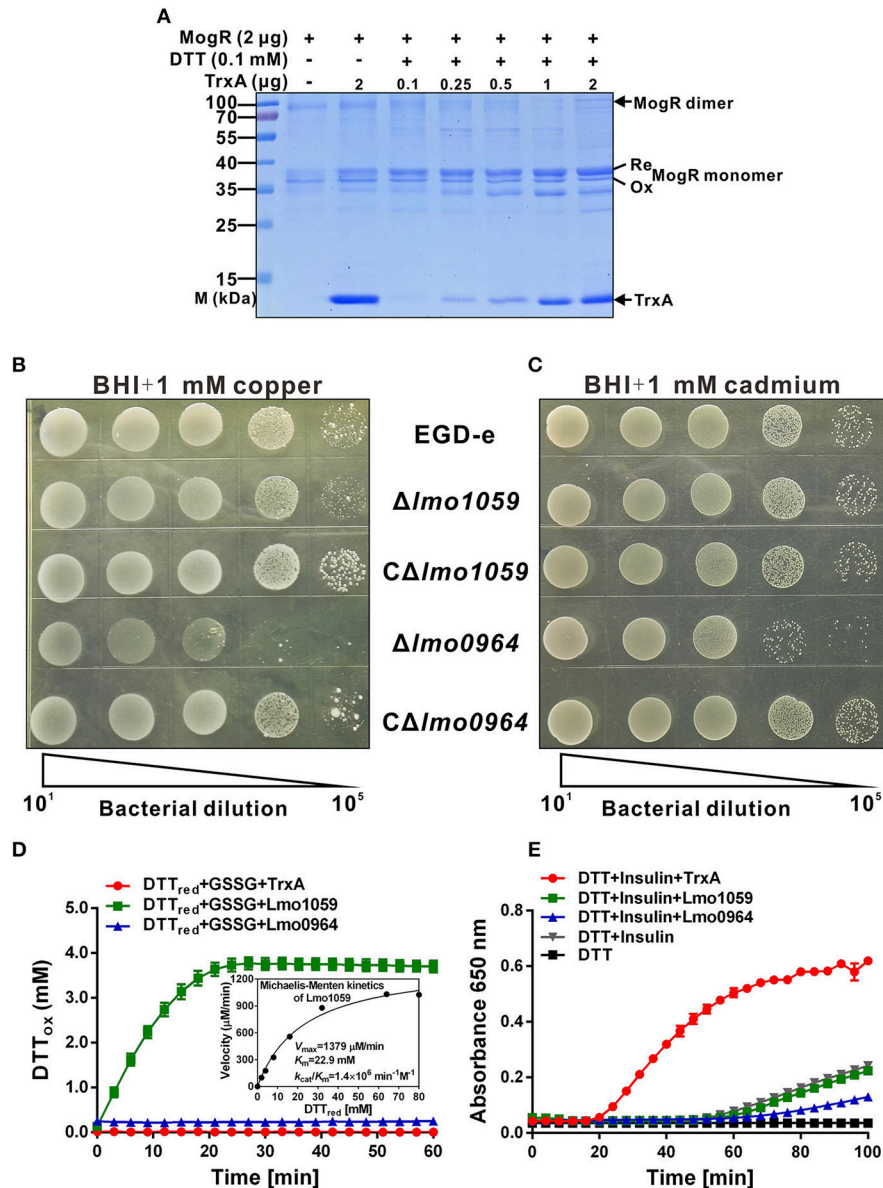 A
MogR (2 μg) + + + + + + +
DTT (0.1 mM) - - + + + + +
TrxA (μg) - 2 0.1 0.25 0.5 1 2
100
70
55
40
35
25
15
M (kDa)
MogR dimer
Re
MogR monomer
Ox
TrxA
B
BHI+1 mM copper
C
BHI+1 mM cadmium
EGD-e
Δlmo1059
CΔlmo1059
Δlmo0964
CΔlmo0964
10¹ Bacterial dilution 10⁵
10¹ Bacterial dilution 10⁵
D
DTTred+GSSG+TrxA
DTTred+GSSG+Lmo1059
DTTred+GSSG+Lmo0964
DTTox (mM)
5.0
4.0
3.0
2.0
1.0
0.0
0 10 20 30 40 50 60
Time [min]
Michaelis-Menten kinetics
of Lmo1059
Vmax=1379 μM/min
Km=22.9 mM
kcat/Km=1.4×10⁶ min⁻¹M⁻¹
Velocity (μM/min)
1200
900
600
300
0
0 10 20 30 40 50 60 70 80
DTTred [mM]
E
DTT+Insulin+TrxA
DTT+Insulin+Lmo1059
DTT+Insulin+Lmo0964
DTT+Insulin
DTT
Absorbance 650 nm
0.8
0.6
0.4
0.2
0.0
0 20 40 60 80 100
Time [min]